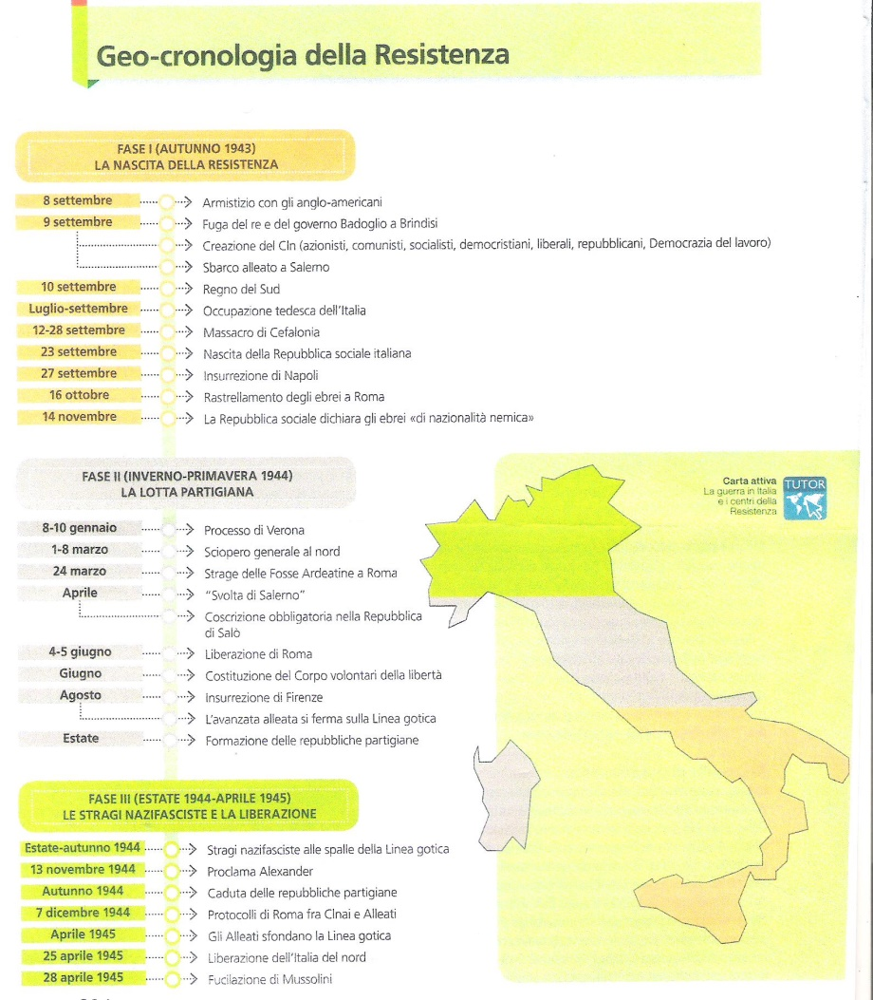 Geo-cronologia della Resistenza
FASE I (AUTUNNO 1943)
LA NASCITA DELLA RESISTENZA
8 settembre Armistizio con gli anglo-americani
9 settembre Fuga del re e del governo Badoglio a Brindisi
Creazione del Cln (azionisti, comunisti, socialisti, democristiani, liberali, repubblicani, Democrazia del lavoro)
Sbarco alleato a Salerno
10 settembre Regno del Sud
Luglio-settembre Occupazione tedesca dell'Italia
12-28 settembre Massacro di Cefalonia
23 settembre Nascita della Repubblica sociale italiana
27 settembre Insurrezione di Napoli
16 ottobre Rastrellamento degli ebrei a Roma
14 novembre La Repubblica sociale dichiara gli ebrei «di nazionalità nemica»
FASE II (INVERNO-PRIMAVERA 1944)
LA LOTTA PARTIGIANA
8-10 gennaio Processo di Verona
1-8 marzo Sciopero generale al nord
24 marzo Strage delle Fosse Ardeatine a Roma
Aprile "Svolta di Salerno"
Coscrizione obbligatoria nella Repubblica
di Salò
4-5 giugno Liberazione di Roma
Giugno Costituzione del Corpo volontari della libertà
Agosto Insurrezione di Firenze
L'avanzata alleata si ferma sulla Linea gotica
Estate Formazione delle repubbliche partigiane
Carta attiva
La guerra in Italia
e i centri della
Resistenza
TUTOR
FASE III (ESTATE 1944-APRILE 1945)
LE STRAGI NAZIFASCISTE E LA LIBERAZIONE
Estate-autunno 1944 Stragi nazifasciste alle spalle della Linea gotica
13 novembre 1944 Proclama Alexander
Autunno 1944 Caduta delle repubbliche partigiane
7 dicembre 1944 Protocolli di Roma fra Clnai e Alleati
Aprile 1945 Gli Alleati sfondano la Linea gotica
25 aprile 1945 Liberazione dell'Italia del nord
28 aprile 1945 Fucilazione di Mussolini